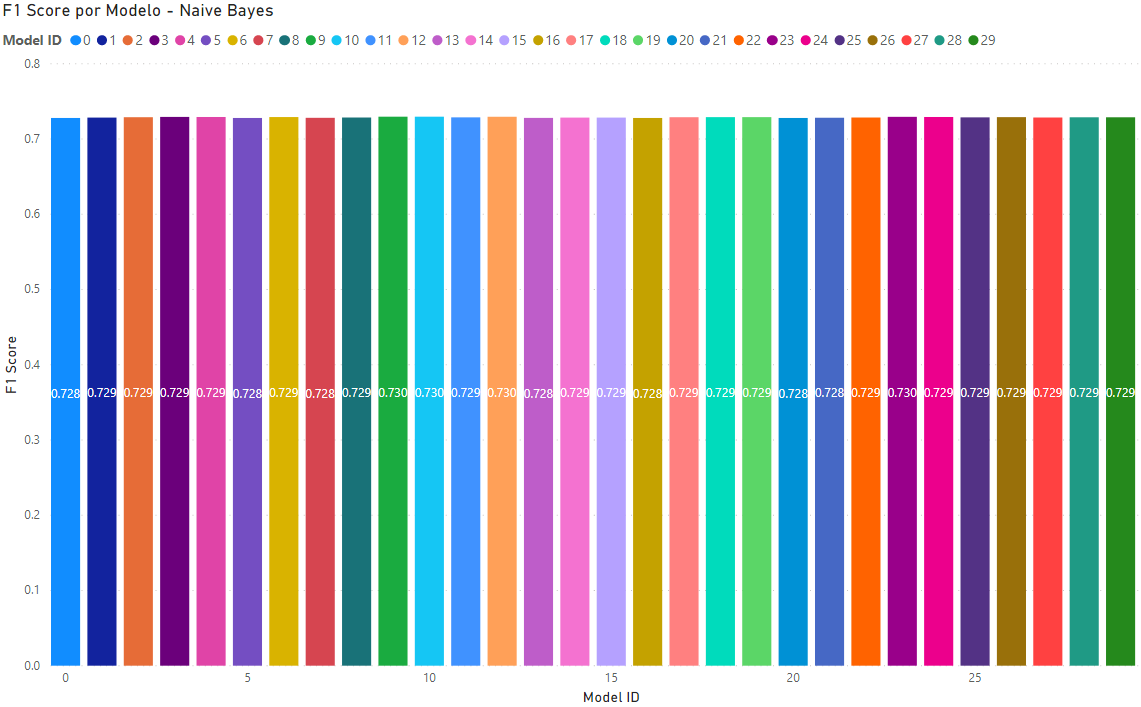 F1 Score por Modelo - Naive Bayes
Model ID 0 1 2 3 4 5 6 7 8 9 10 11 12 13 14 15 16 17 18 19 20 21 22 23 24 25 26 27 28 29
0.8
0.7
0.6
0.5
0.4
0.3
0.2
0.1
0.0
F1 Score
0.728 0.729 0.729 0.729 0.729 0.728 0.729 0.728 0.729 0.730 0.730 0.729 0.730 0.728 0.729 0.729 0.728 0.729 0.729 0.729 0.728 0.728 0.729 0.730 0.729 0.729 0.729 0.729 0.729 0.729
0 5 10 15 20 25
Model ID